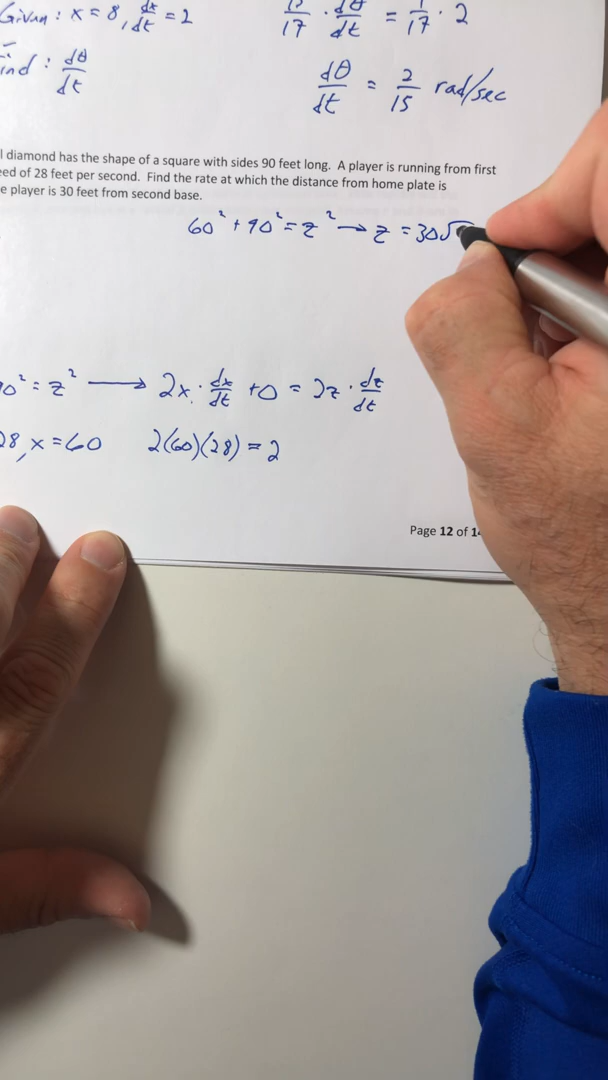 Given: x = 8, dx/dt = 2
15/17 · dθ/dt = 1/17 · 2
ind: dθ/dt
dθ/dt = 2/15 rad/sec
l diamond has the shape of a square with sides 90 feet long. A player is running from first
eed of 28 feet per second. Find the rate at which the distance from home plate is
e player is 30 feet from second base.
60² + 90² = z² → z = 30√
0² = z² → 2x · dx/dt + 0 = 2z · dz/dt
28, x = 60 2(60)(28) = 2
Page 12 of 14